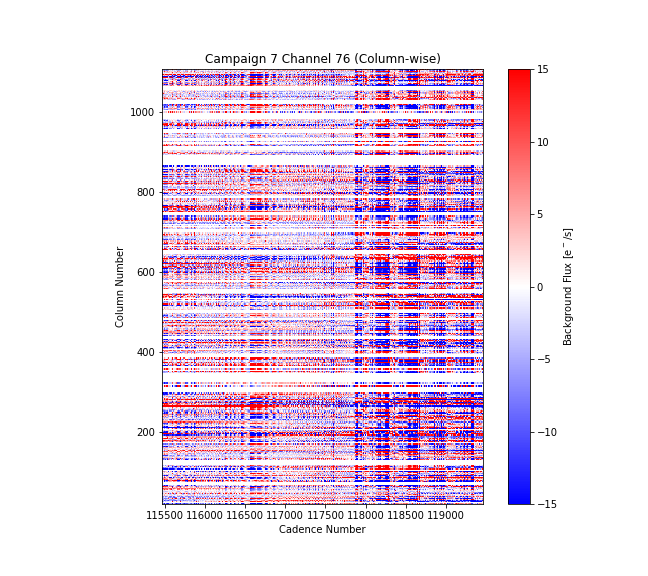 Campaign 7 Channel 76 (Column-wise)
1000
800
600
400
200
Column Number
115500 116000 116500 117000 117500 118000 118500 119000
Cadence Number
15
10
5
0
−5
−10
−15
Background Flux [e⁻/s]